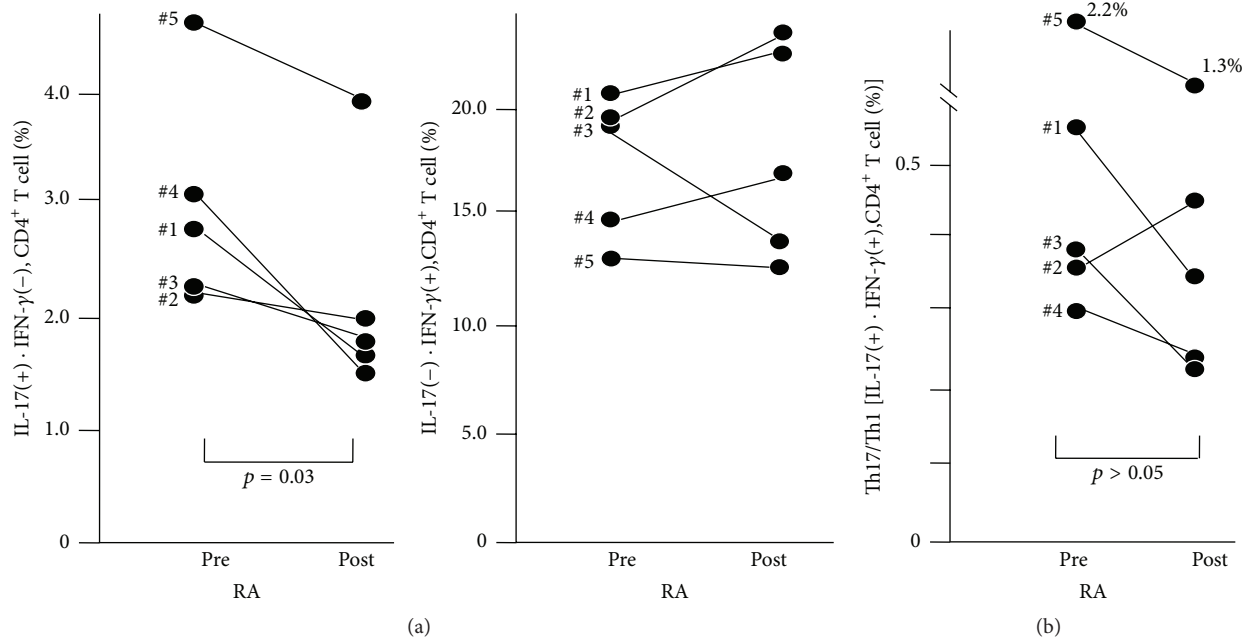 IL-17(+) · IFN-γ(−), CD4⁺ T cell (%)
#5
4.0
#4
3.0
#1
#3
#2
2.0
1.0
p = 0.03
0
Pre Post
RA
IL-17(−) · IFN-γ(+),CD4⁺ T cell (%)
20.0
#1
#2
#3
15.0
#4
#5
10.0
5.0
0
Pre Post
RA
(a)
Th17/Th1 [IL-17(+) · IFN-γ(+),CD4⁺ T cell (%)]
#5 2.2%
1.3%
#1
0.5
#3
#2
#4
p > 0.05
0
Pre Post
RA
(b)